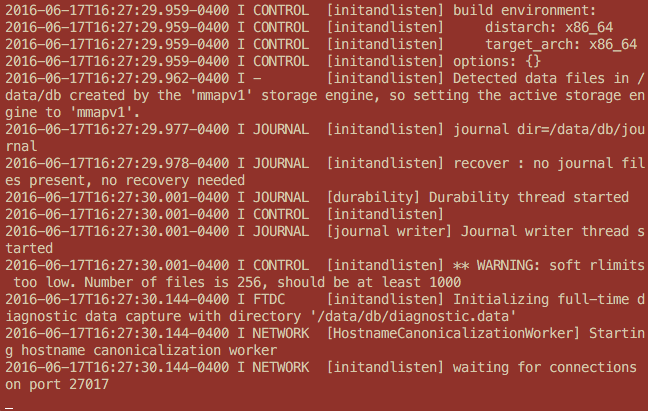 2016-06-17T16:27:29.959-0400 I CONTROL  [initandlisten] build environment:
2016-06-17T16:27:29.959-0400 I CONTROL  [initandlisten]     distarch: x86_64
2016-06-17T16:27:29.959-0400 I CONTROL  [initandlisten]     target_arch: x86_64
2016-06-17T16:27:29.959-0400 I CONTROL  [initandlisten] options: {}
2016-06-17T16:27:29.962-0400 I -        [initandlisten] Detected data files in /
data/db created by the 'mmapv1' storage engine, so setting the active storage en
gine to 'mmapv1'.
2016-06-17T16:27:29.977-0400 I JOURNAL  [initandlisten] journal dir=/data/db/jou
rnal
2016-06-17T16:27:29.978-0400 I JOURNAL  [initandlisten] recover : no journal fil
es present, no recovery needed
2016-06-17T16:27:30.001-0400 I JOURNAL  [durability] Durability thread started
2016-06-17T16:27:30.001-0400 I CONTROL  [initandlisten]
2016-06-17T16:27:30.001-0400 I JOURNAL  [journal writer] Journal writer thread s
tarted
2016-06-17T16:27:30.001-0400 I CONTROL  [initandlisten] ** WARNING: soft rlimits
 too low. Number of files is 256, should be at least 1000
2016-06-17T16:27:30.144-0400 I FTDC     [initandlisten] Initializing full-time d
iagnostic data capture with directory '/data/db/diagnostic.data'
2016-06-17T16:27:30.144-0400 I NETWORK  [HostnameCanonicalizationWorker] Startin
g hostname canonicalization worker
2016-06-17T16:27:30.144-0400 I NETWORK  [initandlisten] waiting for connections
on port 27017